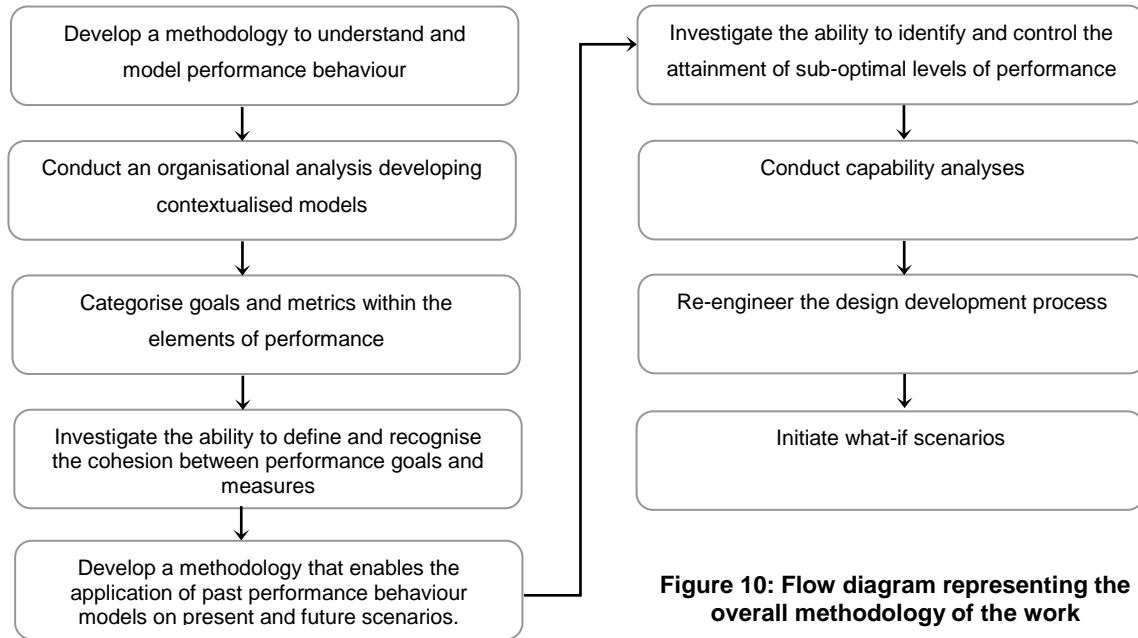 Develop a methodology to understand and
model performance behaviour
Conduct an organisational analysis developing
contextualised models
Categorise goals and metrics within the
elements of performance
Investigate the ability to define and recognise
the cohesion between performance goals and
measures
Develop a methodology that enables the
application of past performance behaviour
models on present and future scenarios.
Investigate the ability to identify and control the
attainment of sub-optimal levels of performance
Conduct capability analyses
Re-engineer the design development process
Initiate what-if scenarios
Figure 10: Flow diagram representing the
overall methodology of the work